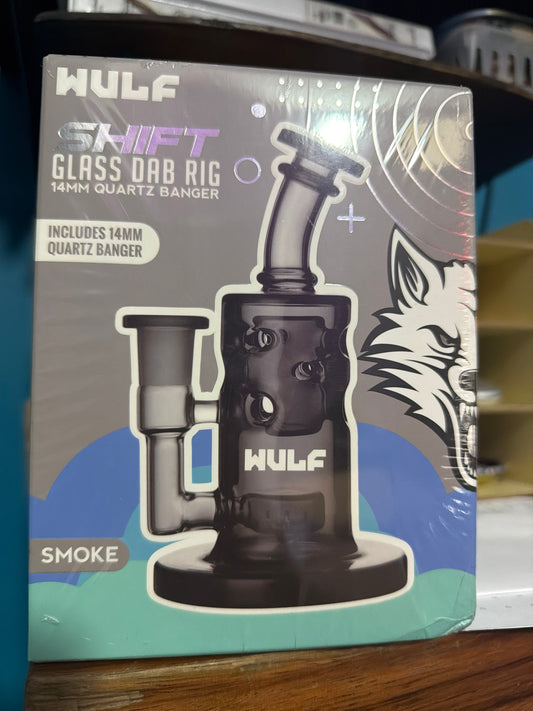 WULF
SHIFT
GLASS DAB RIG
14MM QUARTZ BANGER
INCLUDES 14MM
QUARTZ BANGER
WULF
SMOKE